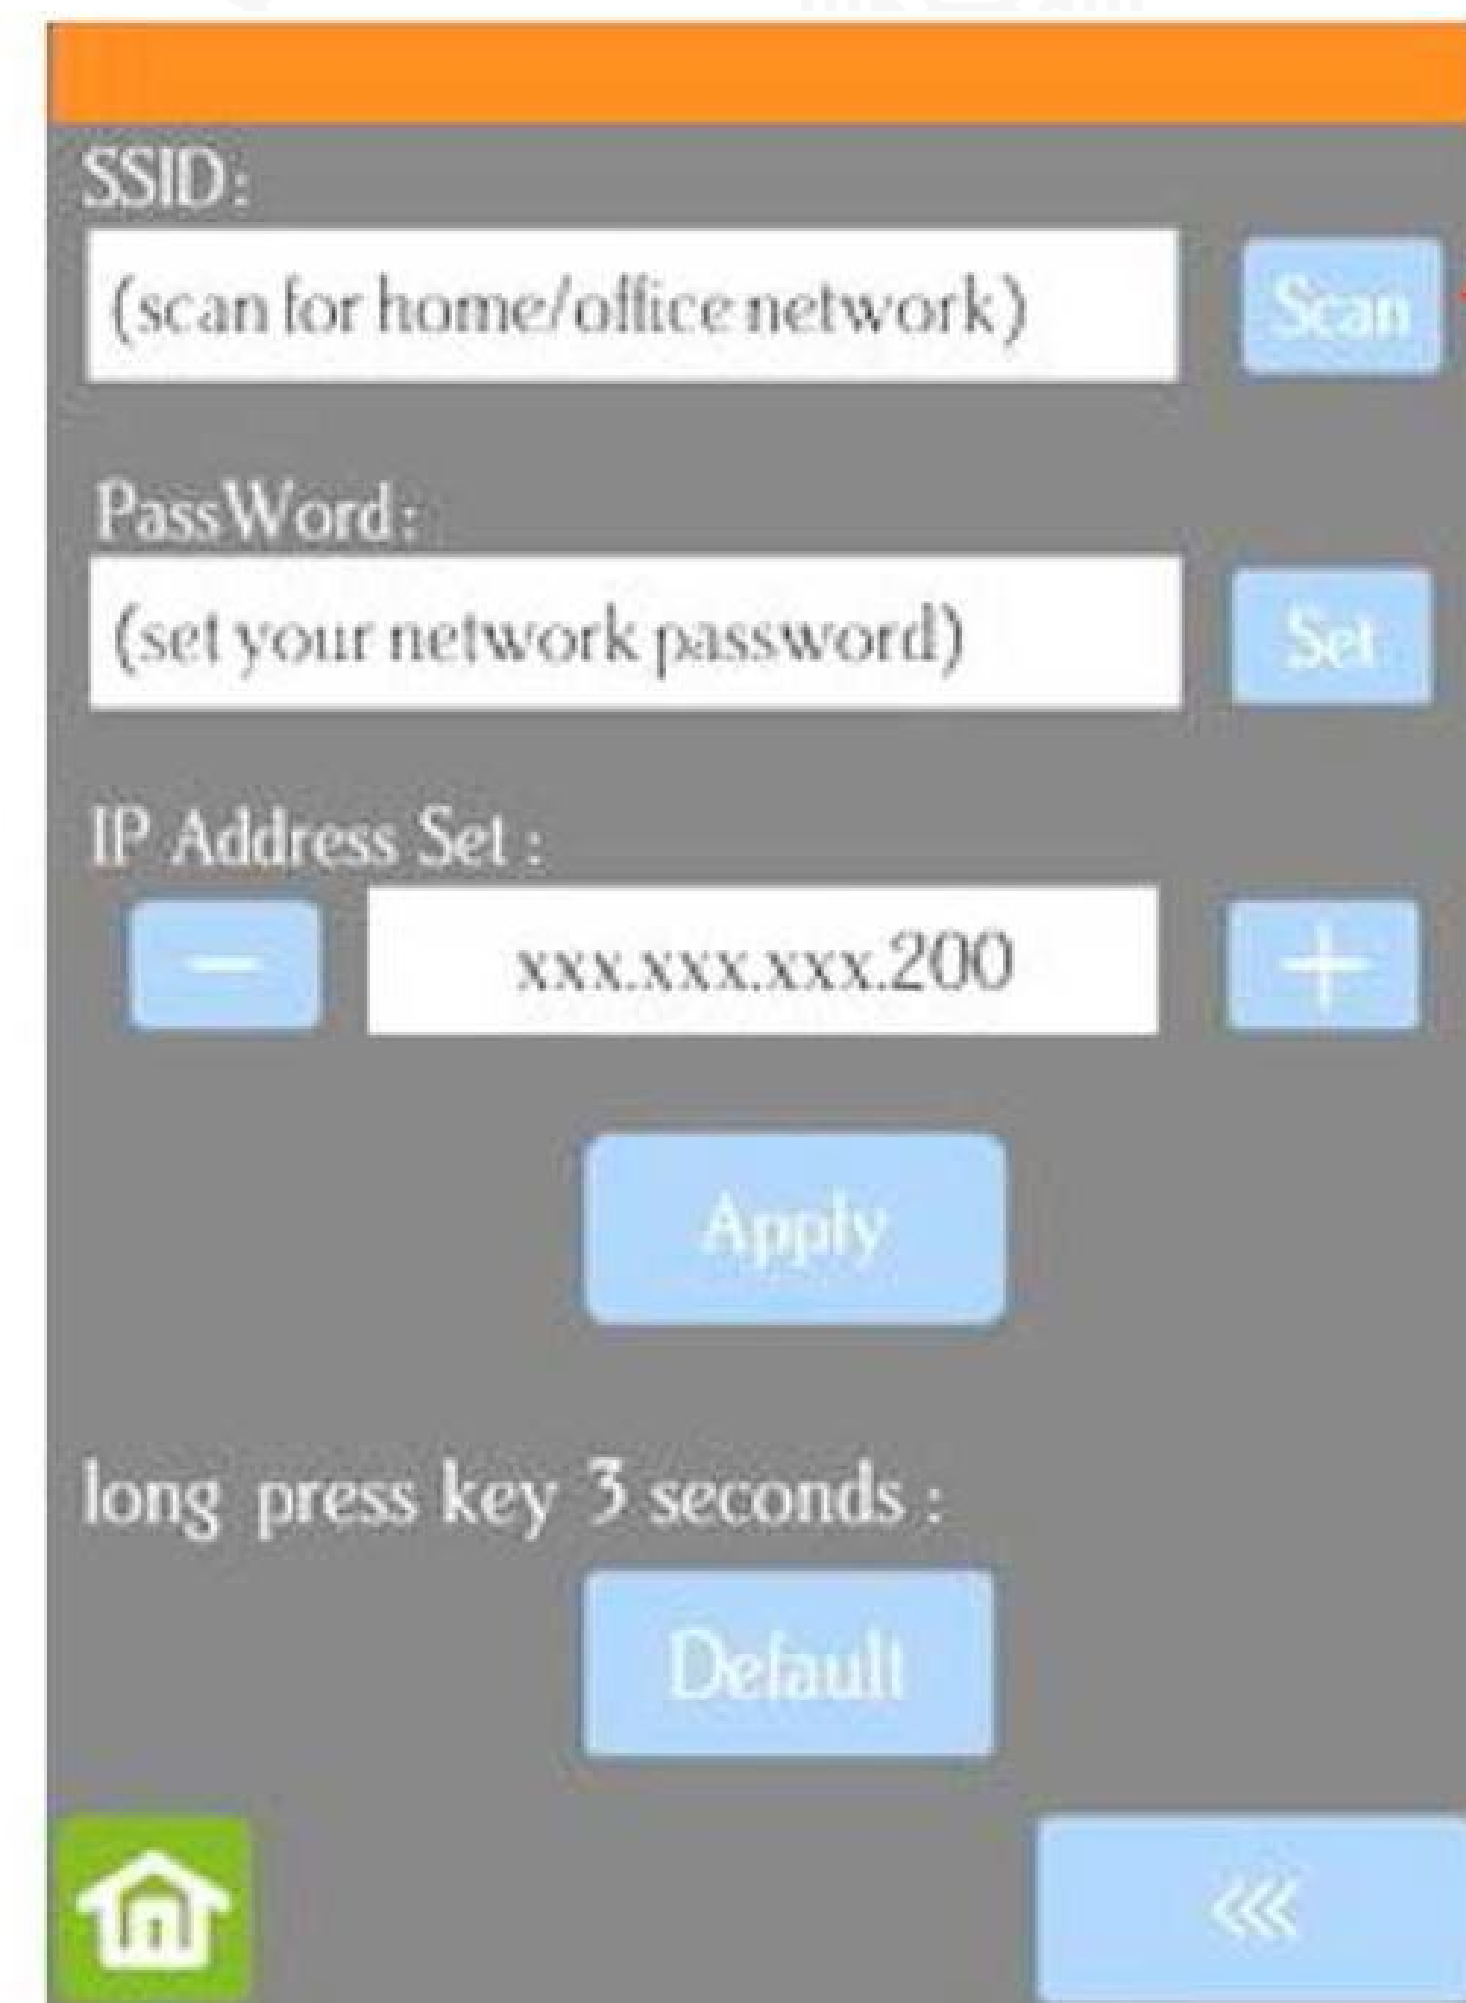 SSID:
(scan for home/office network)
Scan
PassWord:
(set your network password)
Set
IP Address Set :
−
xxx.xxx.xxx.200
+
Apply
long press key 3 seconds :
Default
<<<